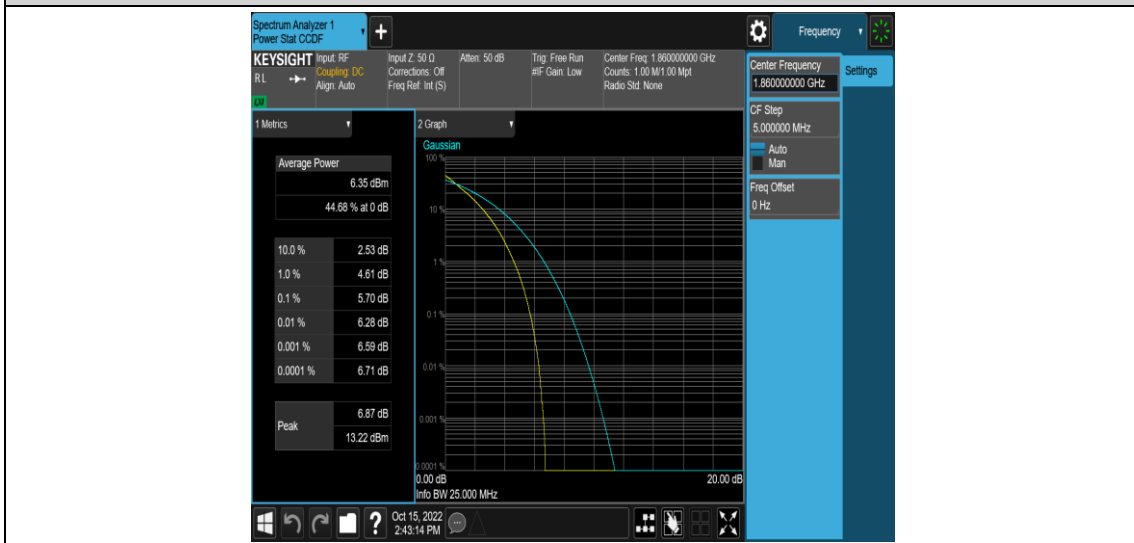 Spectrum Analyzer 1
Power Stat CCDF
+
Frequency
KEYSIGHT
RL
LXI
Input: RF
Coupling: DC
Align: Auto
Input Z: 50 Ω
Corrections: Off
Freq Ref: Int (S)
Atten: 50 dB
Trig: Free Run
#IF Gain: Low
Center Freq: 1.860000000 GHz
Counts: 1.00 M/1.00 Mpt
Radio Std: None
Center Frequency
1.860000000 GHz
Settings
CF Step
5.000000 MHz
Auto
Man
Freq Offset
0 Hz
1 Metrics
Average Power
6.35 dBm
44.68 % at 0 dB
10.0 % 2.53 dB
1.0 % 4.61 dB
0.1 % 5.70 dB
0.01 % 6.28 dB
0.001 % 6.59 dB
0.0001 % 6.71 dB
Peak 6.87 dB
13.22 dBm
2 Graph
Gaussian
100 %
10 %
1 %
0.1 %
0.01 %
0.001 %
0.0001 %
0.00 dB 20.00 dB
Info BW 25.000 MHz
?
Oct 15, 2022
2:43:14 PM